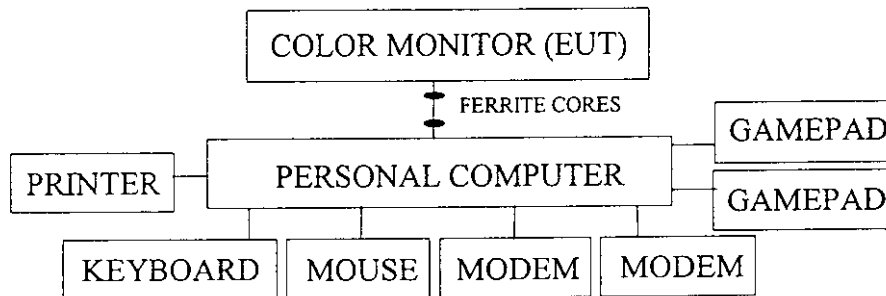 COLOR MONITOR (EUT)
FERRITE CORES
GAMEPAD
PRINTER
PERSONAL COMPUTER
GAMEPAD
KEYBOARD
MOUSE
MODEM
MODEM